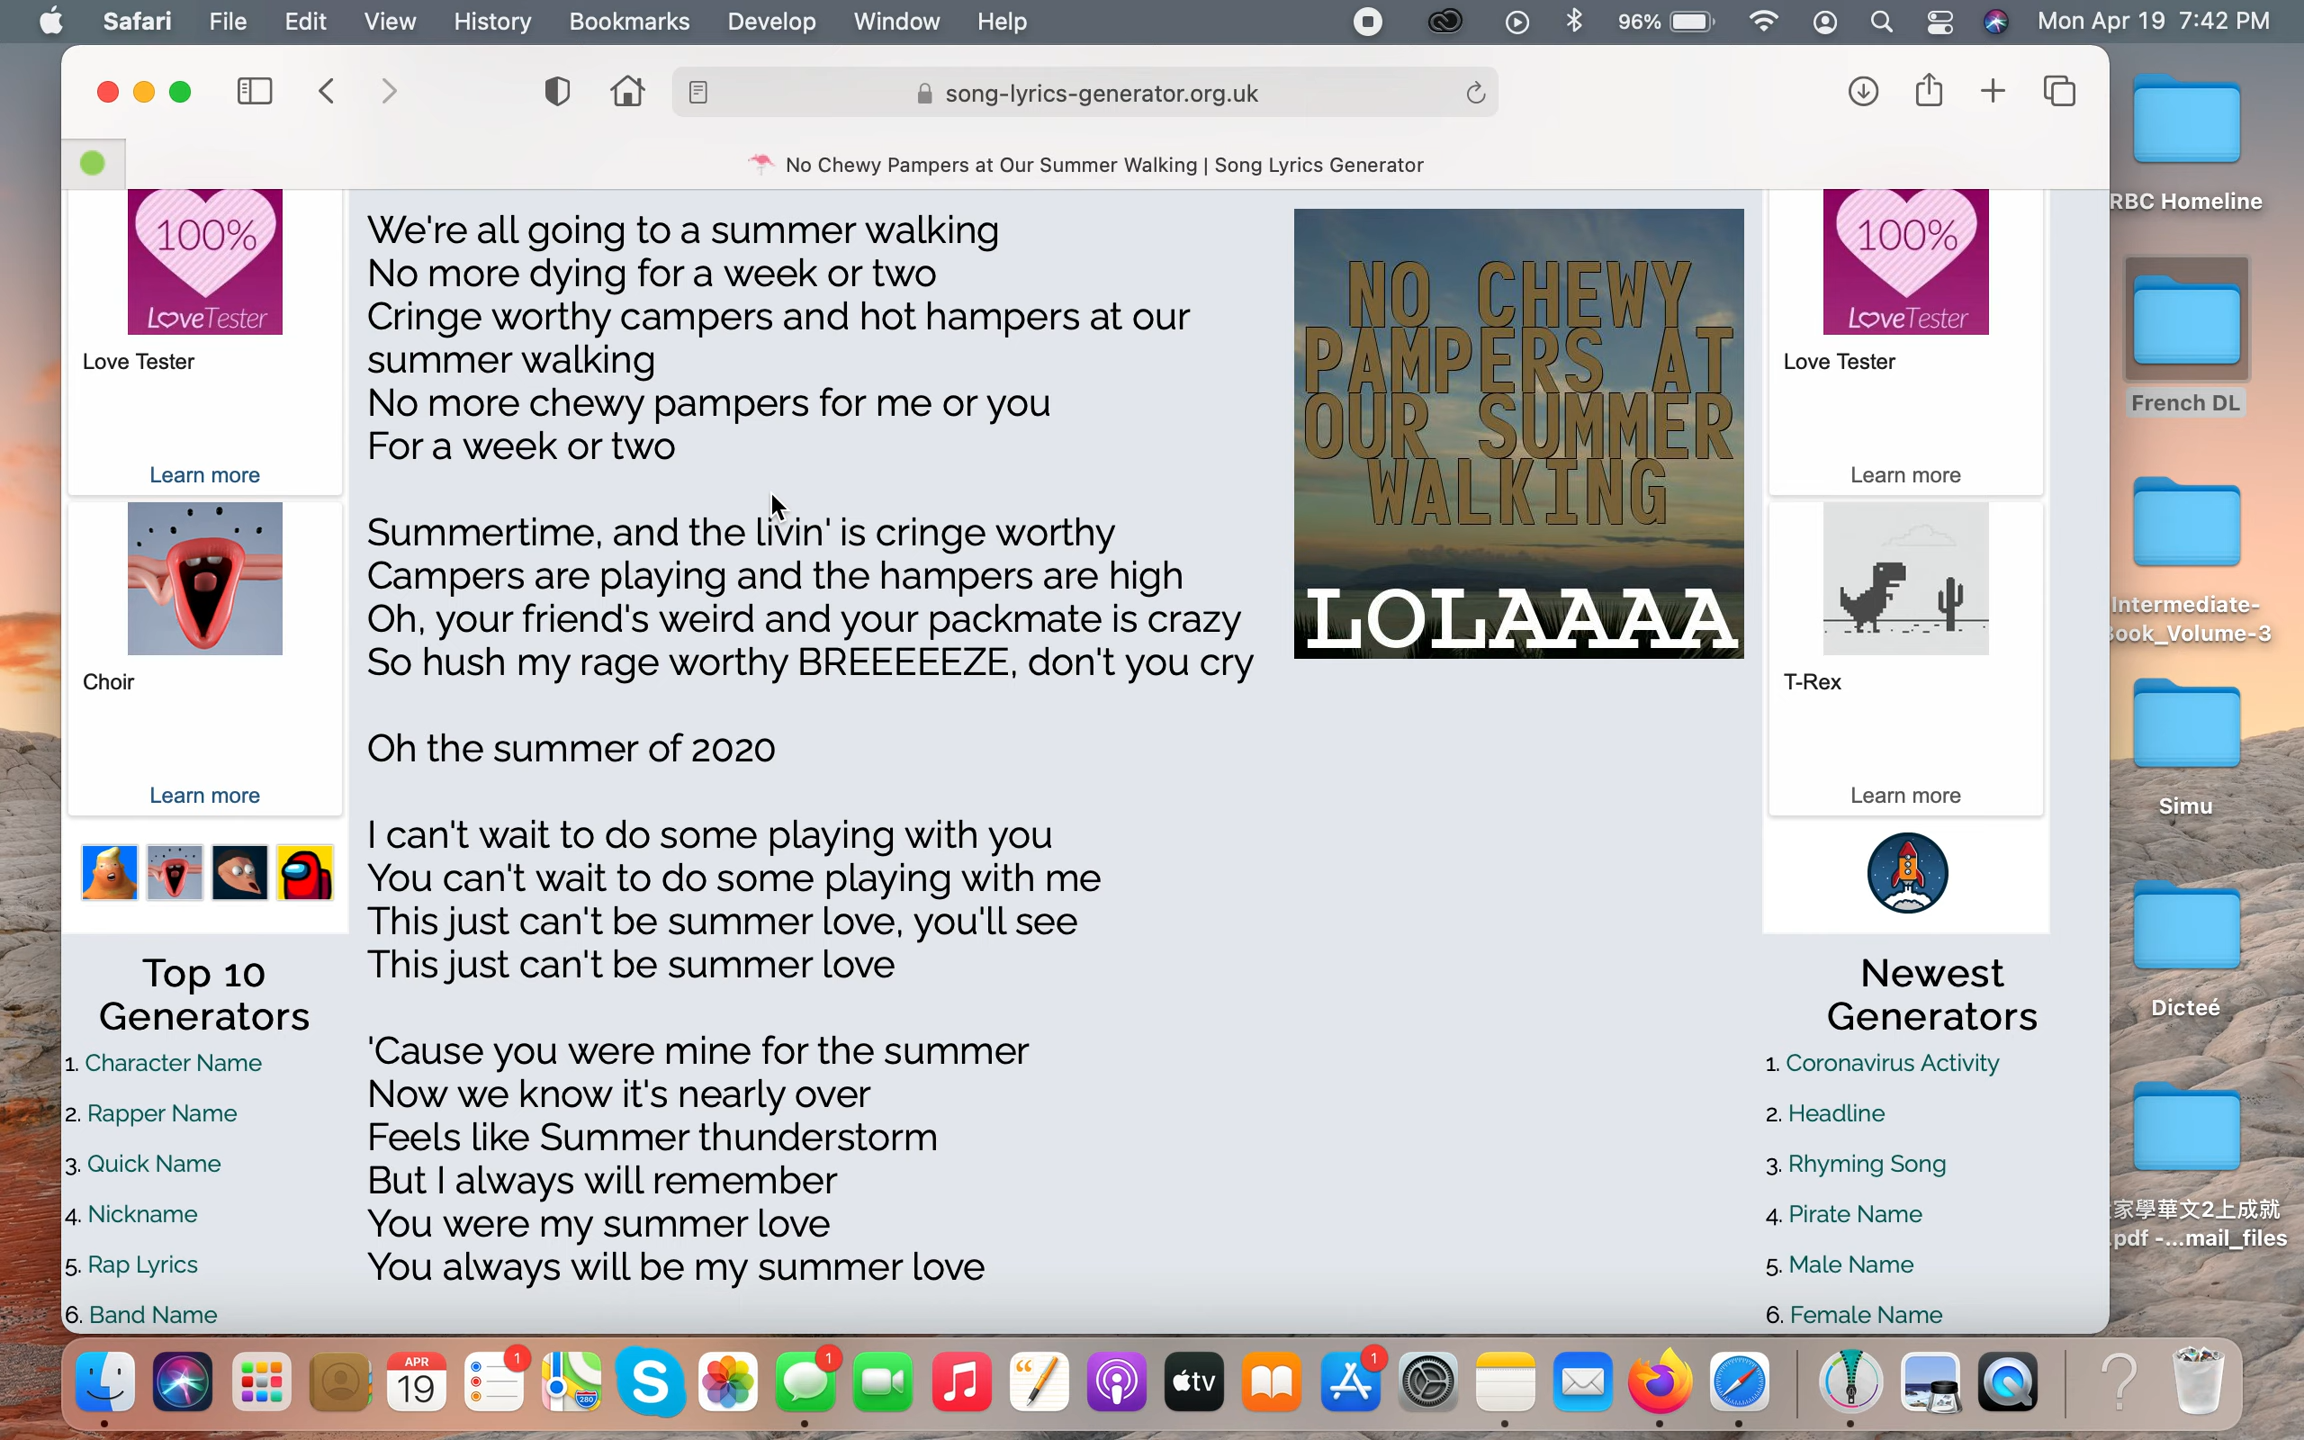 Safari File Edit View History Bookmarks Develop Window Help 96% Mon Apr 19 7:42 PM
song-lyrics-generator.org.uk
No Chewy Pampers at Our Summer Walking | Song Lyrics Generator
100%
LoveTester
Love Tester
Learn more
Choir
Learn more
Top 10
Generators
1. Character Name
2. Rapper Name
3. Quick Name
4. Nickname
5. Rap Lyrics
6. Band Name
We're all going to a summer walking
No more dying for a week or two
Cringe worthy campers and hot hampers at our
summer walking
No more chewy pampers for me or you
For a week or two
Summertime, and the livin' is cringe worthy
Campers are playing and the hampers are high
Oh, your friend's weird and your packmate is crazy
So hush my rage worthy BREEEEEZE, don't you cry
Oh the summer of 2020
I can't wait to do some playing with you
You can't wait to do some playing with me
This just can't be summer love, you'll see
This just can't be summer love
'Cause you were mine for the summer
Now we know it's nearly over
Feels like Summer thunderstorm
But I always will remember
You were my summer love
You always will be my summer love
NO CHEWY
PAMPERS AT
OUR SUMMER
WALKING
LOLAAAA
100%
LoveTester
Love Tester
Learn more
T-Rex
Learn more
Newest
Generators
1. Coronavirus Activity
2. Headline
3. Rhyming Song
4. Pirate Name
5. Male Name
6. Female Name
RBC Homeline
French DL
Intermediate-
Book_Volume-3
Simu
Dicteé
家學華文2上成就
.pdf -...mail_files
APR
19
1
280
S
1
tv
1